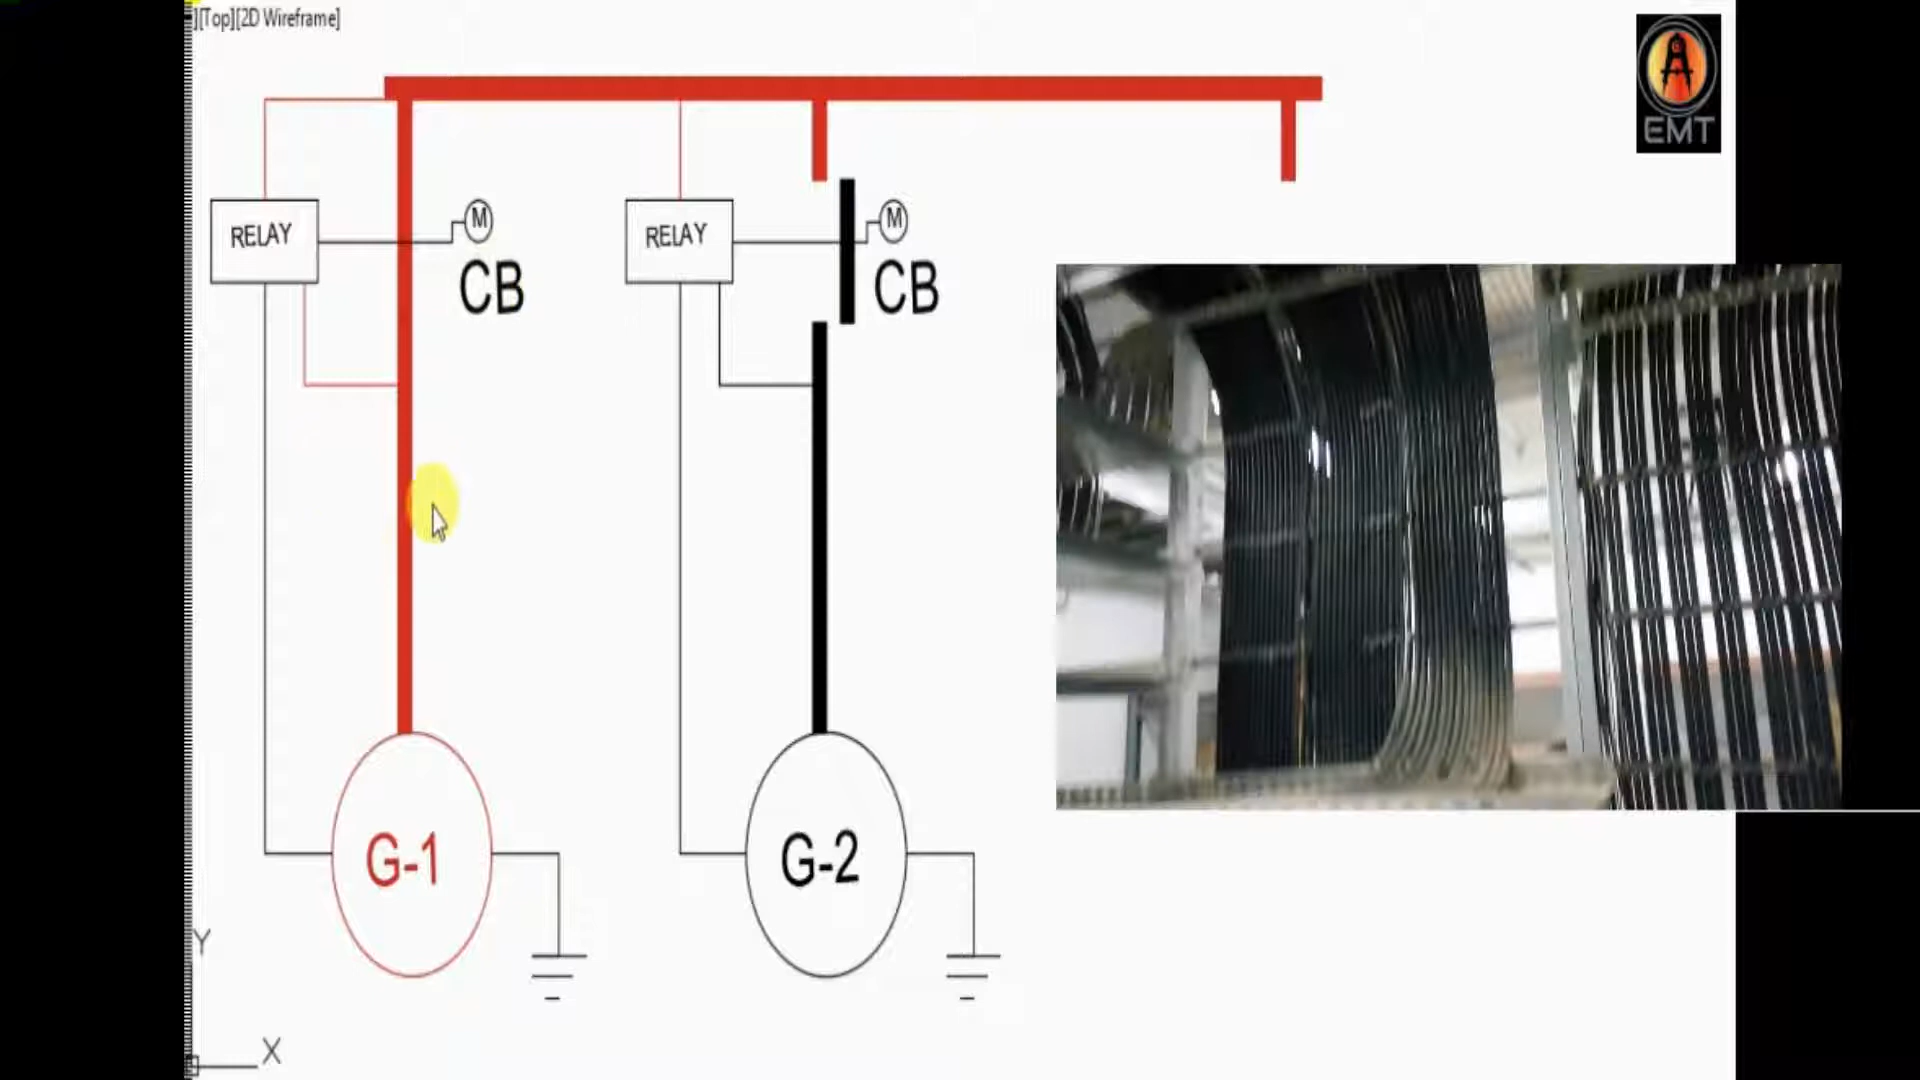 ][Top][2D Wireframe]
EMT
RELAY
M
CB
RELAY
M
CB
G-1
G-2
Y
X